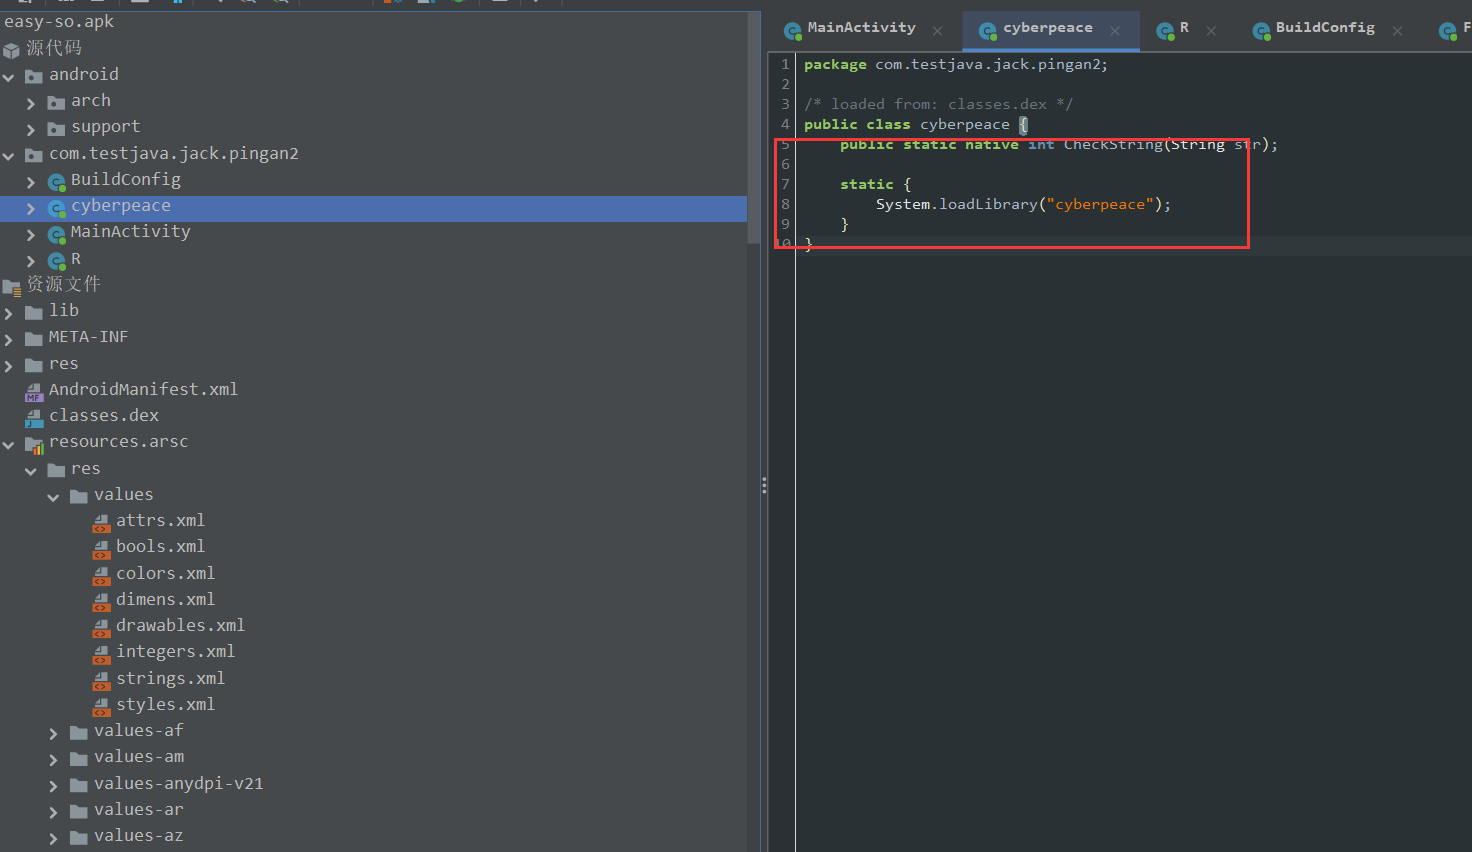 easy-so.apk
源代码
android
arch
support
com.testjava.jack.pingan2
BuildConfig
cyberpeace
MainActivity
R
资源文件
lib
META-INF
res
AndroidManifest.xml
classes.dex
resources.arsc
res
values
attrs.xml
bools.xml
colors.xml
dimens.xml
drawables.xml
integers.xml
strings.xml
styles.xml
values-af
values-am
values-anydpi-v21
values-ar
values-az
MainActivity cyberpeace R BuildConfig F
1 package com.testjava.jack.pingan2;
2
3 /* loaded from: classes.dex */
4 public class cyberpeace {
5 public static native int CheckString(String str);
6
7 static {
8 System.loadLibrary("cyberpeace");
9 }
10 }